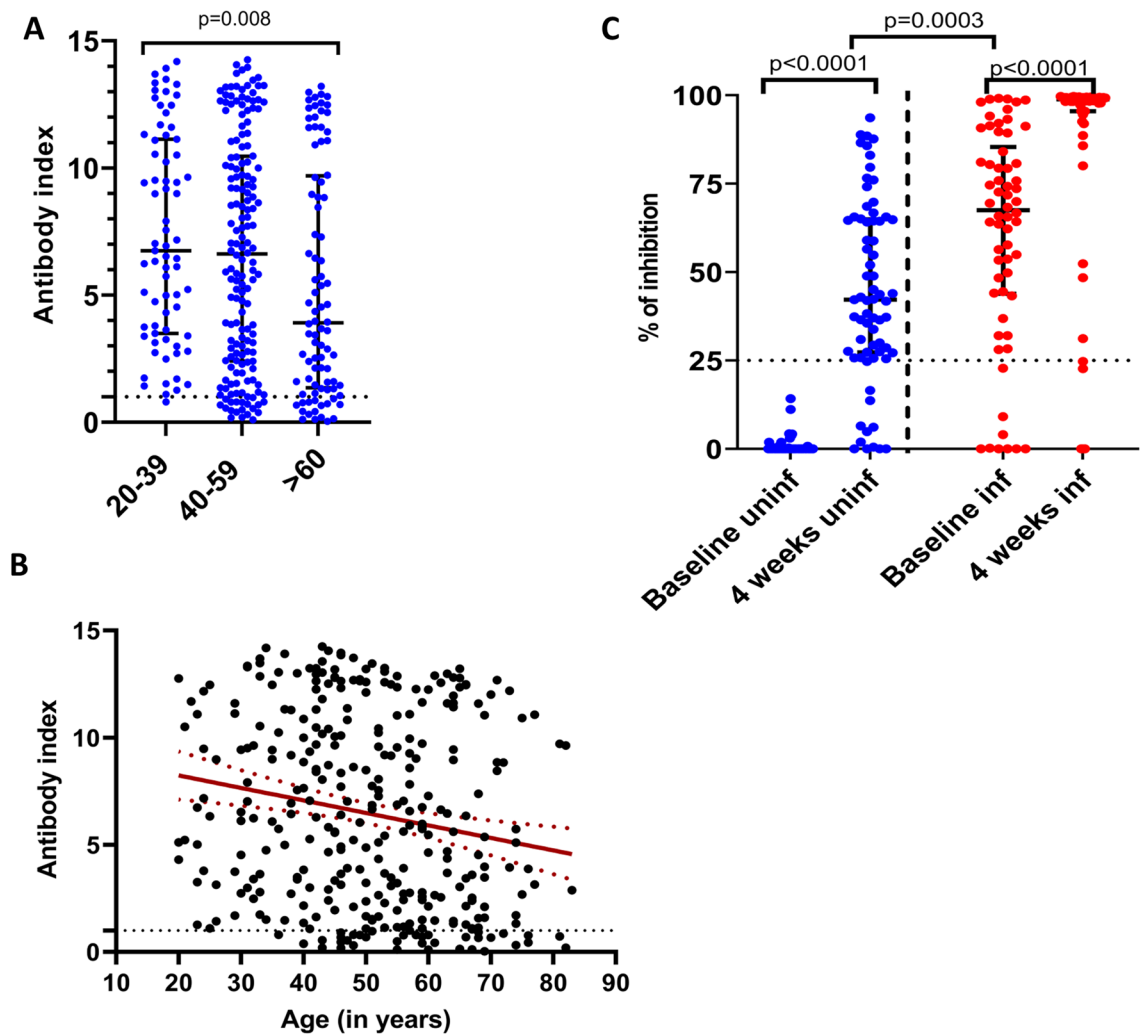 A
p=0.008
Antibody index
15
10
5
0
20-39
40-59
>60
C
p=0.0003
p<0.0001
p<0.0001
% of inhibition
100
75
50
25
0
Baseline uninf
4 weeks uninf
Baseline inf
4 weeks inf
B
Antibody index
15
10
5
0
10 20 30 40 50 60 70 80 90
Age (in years)